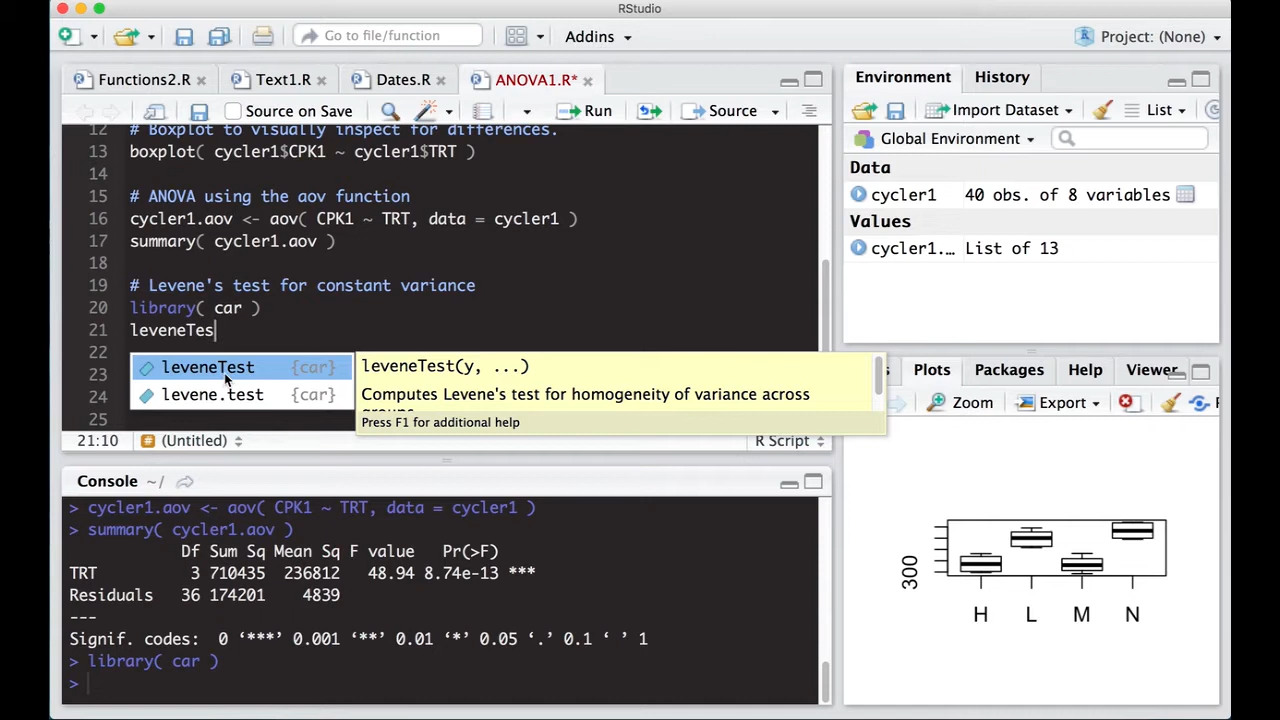 RStudio
Go to file/function
Addins
Project: (None)
Functions2.R
Text1.R
Dates.R
ANOVA1.R*
Source on Save
Run
Source
12 # Boxplot to visually inspect for differences.
13 boxplot( cycler1$CPK1 ~ cycler1$TRT )
14
15 # ANOVA using the aov function
16 cycler1.aov <- aov( CPK1 ~ TRT, data = cycler1 )
17 summary( cycler1.aov )
18
19 # Levene's test for constant variance
20 library( car )
21 leveneTes
22
23
24
25
leveneTest {car}
levene.test {car}
leveneTest(y, ...)
Computes Levene's test for homogeneity of variance across
groups.
Press F1 for additional help
21:10 (Untitled) R Script
Console ~/
> cycler1.aov <- aov( CPK1 ~ TRT, data = cycler1 )
> summary( cycler1.aov )
Df Sum Sq Mean Sq F value Pr(>F)
TRT 3 710435 236812 48.94 8.74e-13 ***
Residuals 36 174201 4839
---
Signif. codes: 0 ‘***’ 0.001 ‘**’ 0.01 ‘*’ 0.05 ‘.’ 0.1 ‘ ’ 1
> library( car )
>
Environment History
Import Dataset List
Global Environment
Data
cycler1 40 obs. of 8 variables
Values
cycler1.… List of 13
Plots Packages Help Viewer
Zoom Export
300
H L M N